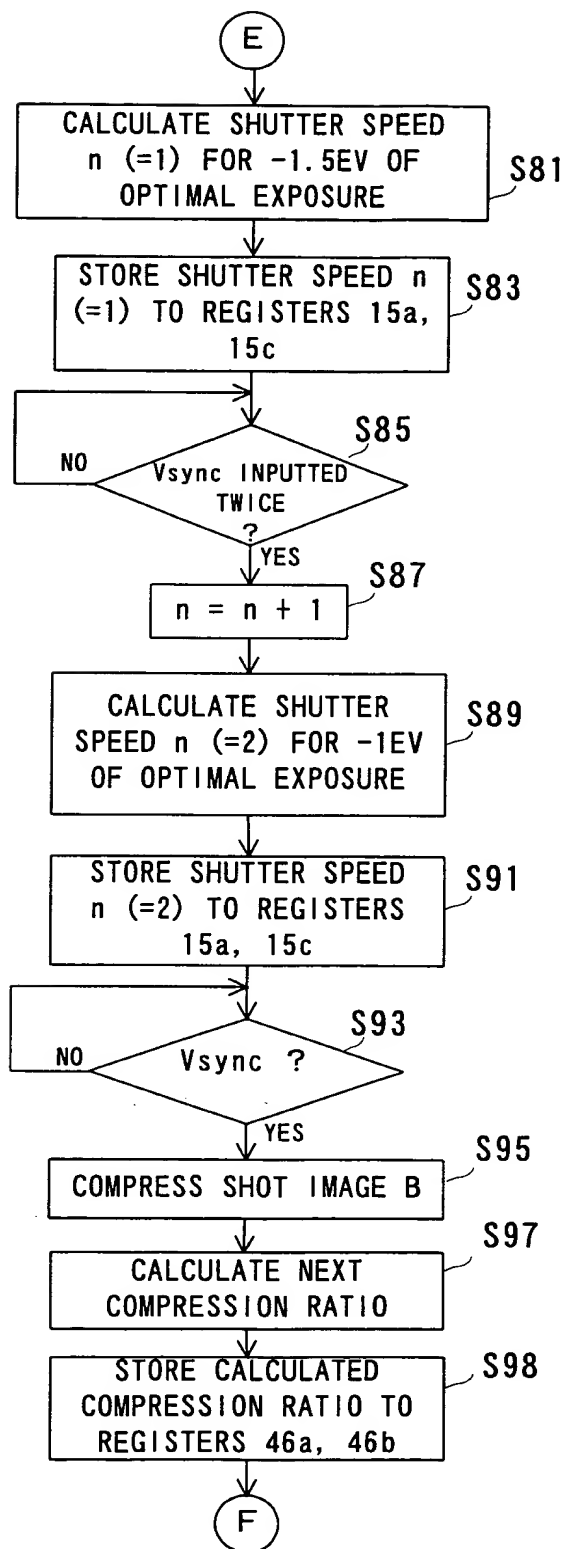 E
CALCULATE SHUTTER SPEED
n (=1) FOR -1.5EV OF
OPTIMAL EXPOSURE
S81
STORE SHUTTER SPEED n
(=1) TO REGISTERS 15a,
15c
S83
S85
NO
Vsync INPUTTED
TWICE
?
YES
S87
n = n + 1
CALCULATE SHUTTER
SPEED n (=2) FOR -1EV
OF OPTIMAL EXPOSURE
S89
STORE SHUTTER SPEED
n (=2) TO REGISTERS
15a, 15c
S91
S93
NO
Vsync ?
YES
S95
COMPRESS SHOT IMAGE B
S97
CALCULATE NEXT
COMPRESSION RATIO
STORE CALCULATED
COMPRESSION RATIO TO
REGISTERS 46a, 46b
S98
F